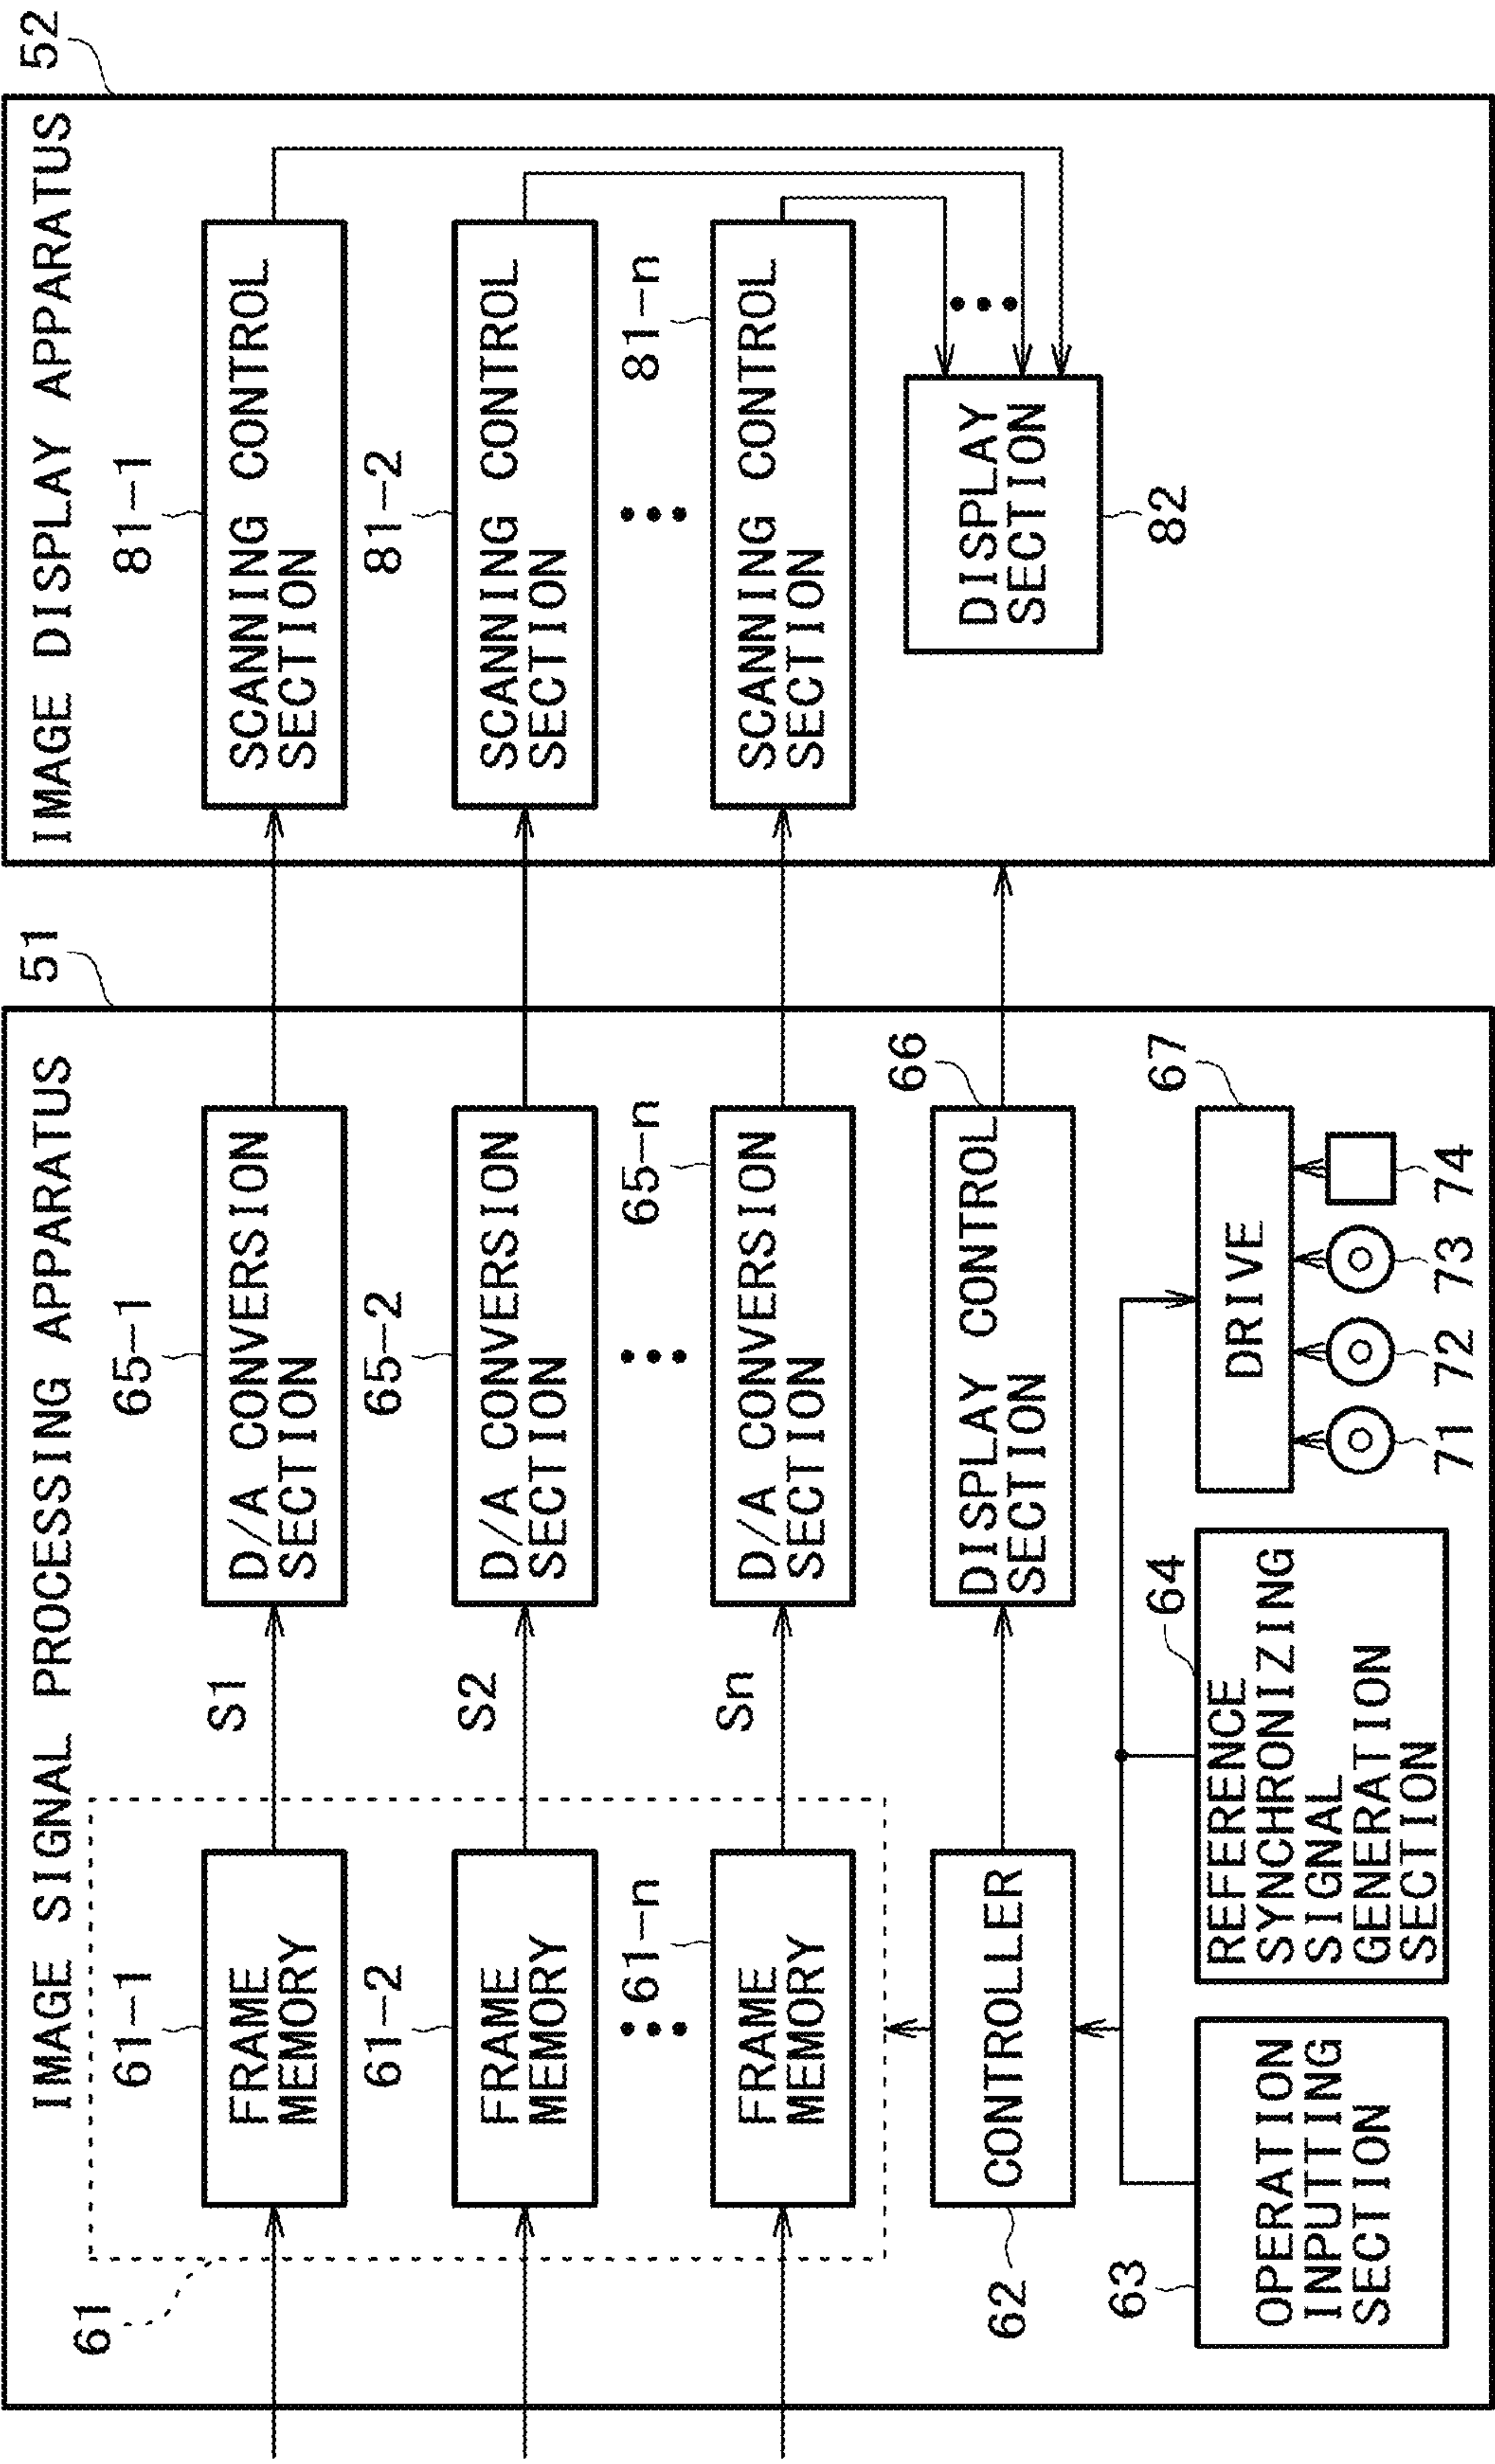 IMAGE SIGNAL PROCESSING APPARATUS
51
IMAGE DISPLAY APPARATUS
52
61
61-1
FRAME
MEMORY
S1
65-1
D/A CONVERSION
SECTION
81-1
SCANNING CONTROL
SECTION
61-2
FRAME
MEMORY
S2
65-2
D/A CONVERSION
SECTION
81-2
SCANNING CONTROL
SECTION
61-n
FRAME
MEMORY
Sn
65-n
D/A CONVERSION
SECTION
81-n
SCANNING CONTROL
SECTION
62
CONTROLLER
66
DISPLAY CONTROL
SECTION
DISPLAY
SECTION
82
63
OPERATION
INPUTTING
SECTION
64
REFERENCE
SYNCHRONIZING
SIGNAL
GENERATION
SECTION
67
DRIVE
71
72
73
74